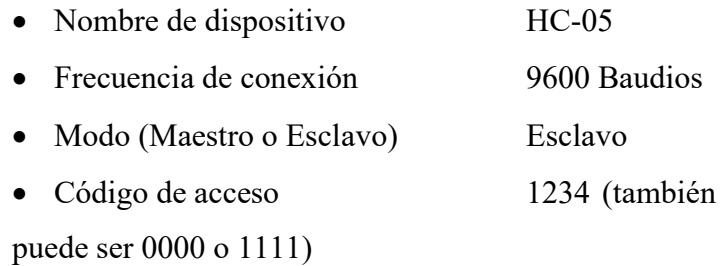 • Nombre de dispositivo HC-05
• Frecuencia de conexión 9600 Baudios
• Modo (Maestro o Esclavo) Esclavo
• Código de acceso 1234 (también
puede ser 0000 o 1111)